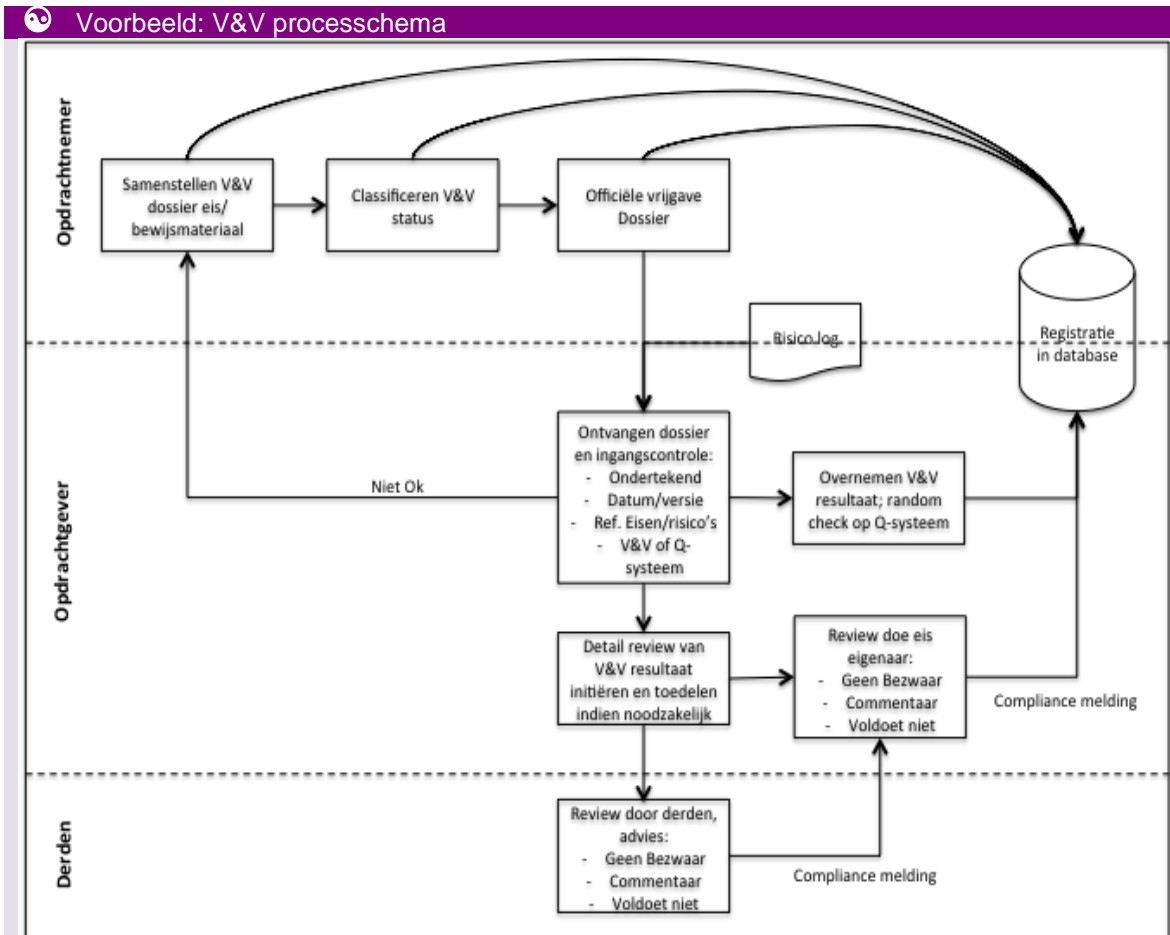 Voorbeeld: V&V processchema
Opdrachtnemer
Samenstellen V&V
dossier eis/
bewijsmateriaal
Classificeren V&V
status
Officiële vrijgave
Dossier
Registratie
in database
Risico log
Opdrachtgever
Ontvangen dossier
en ingangscontrole:
- Ondertekend
- Datum/versie
- Ref. Eisen/risico's
- V&V of Q-
systeem
Niet Ok
Overnemen V&V
resultaat; random
check op Q-systeem
Detail review van
V&V resultaat
initiëren en toedelen
indien noodzakelijk
Review doe eis
eigenaar:
- Geen Bezwaar
- Commentaar
- Voldoet niet
Compliance melding
Derden
Review door derden,
advies:
- Geen Bezwaar
- Commentaar
- Voldoet niet
Compliance melding